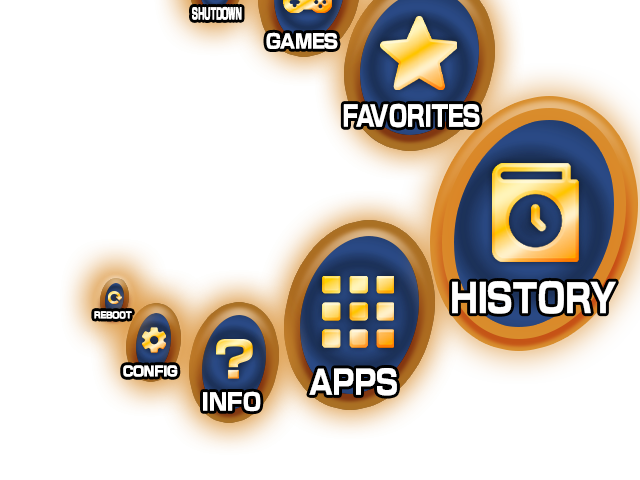 SHUTDOWN
GAMES
FAVORITES
HISTORY
APPS
INFO
CONFIG
REBOOT